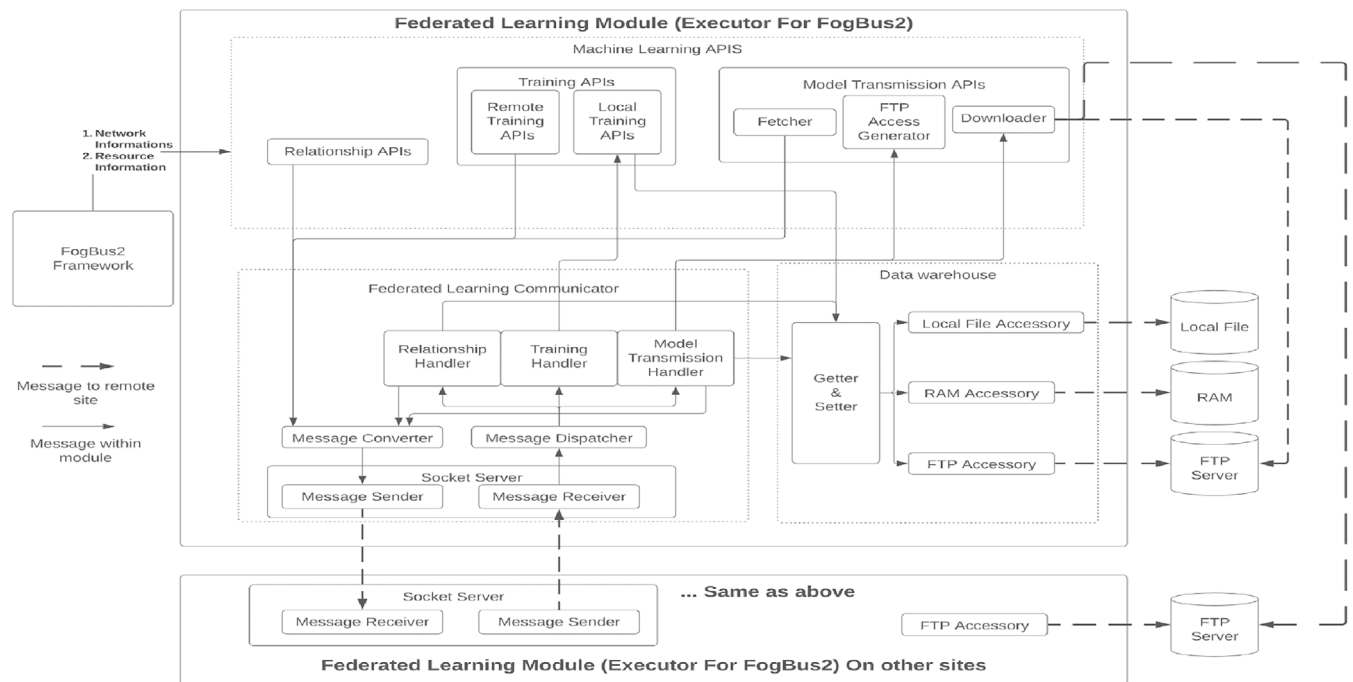 Federated Learning Module (Executor For FogBus2)
Machine Learning APIS
Training APIs
Remote
Training
APIs
Local
Training
APIs
Model Transmission APIs
Fetcher
FTP
Access
Generator
Downloader
1. Network
Informations
2. Resource
Information
Relationship APIs
FogBus2
Framework
Federated Learning Communicator
Relationship
Handler
Training
Handler
Model
Transmission
Handler
Message Converter
Message Dispatcher
Socket Server
Message Sender
Message Receiver
Data warehouse
Getter
&
Setter
Local File Accessory
RAM Accessory
FTP Accessory
Local File
RAM
FTP
Server
Message to remote
site
Message within
module
Socket Server
Message Receiver
Message Sender
... Same as above
FTP Accessory
FTP
Server
Federated Learning Module (Executor For FogBus2) On other sites